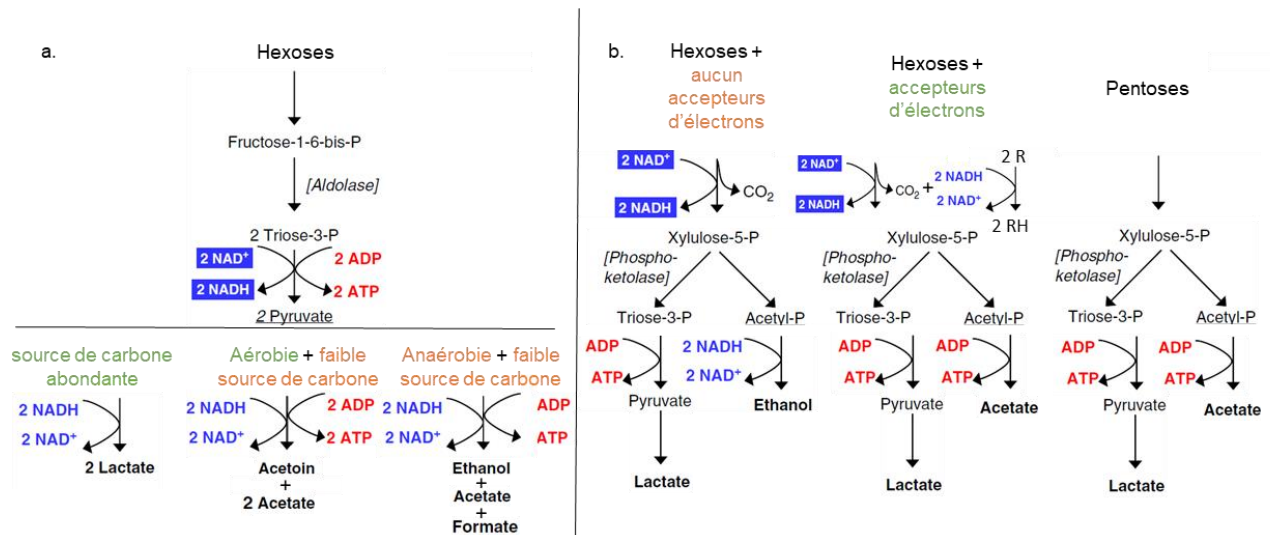 a.
Hexoses
Fructose-1-6-bis-P
[Aldolase]
2 Triose-3-P
2 NAD⁺
2 ADP
2 NADH
2 ATP
2 Pyruvate
source de carbone
abondante
2 NADH
2 NAD⁺
2 Lactate
Aérobie + faible
source de carbone
2 NADH
2 ADP
2 NAD⁺
2 ATP
Acetoin
+
2 Acetate
Anaérobie + faible
source de carbone
2 NADH
ADP
2 NAD⁺
ATP
Ethanol
+
Acetate
+
Formate
b.
Hexoses +
aucun
accepteurs
d'électrons
2 NAD⁺
2 NADH
CO₂
Xylulose-5-P
[Phospho-
ketolase]
Triose-3-P
Acetyl-P
ADP
ATP
2 NADH
2 NAD⁺
Pyruvate
Ethanol
Lactate
Hexoses +
accepteurs
d'électrons
2 NAD⁺
2 NADH
CO₂
+
2 R
2 NADH
2 NAD⁺
2 RH
Xylulose-5-P
[Phospho-
ketolase]
Triose-3-P
Acetyl-P
ADP
ATP
ADP
ATP
Pyruvate
Acetate
Lactate
Pentoses
Xylulose-5-P
[Phospho-
ketolase]
Triose-3-P
Acetyl-P
ADP
ATP
ADP
ATP
Pyruvate
Acetate
Lactate